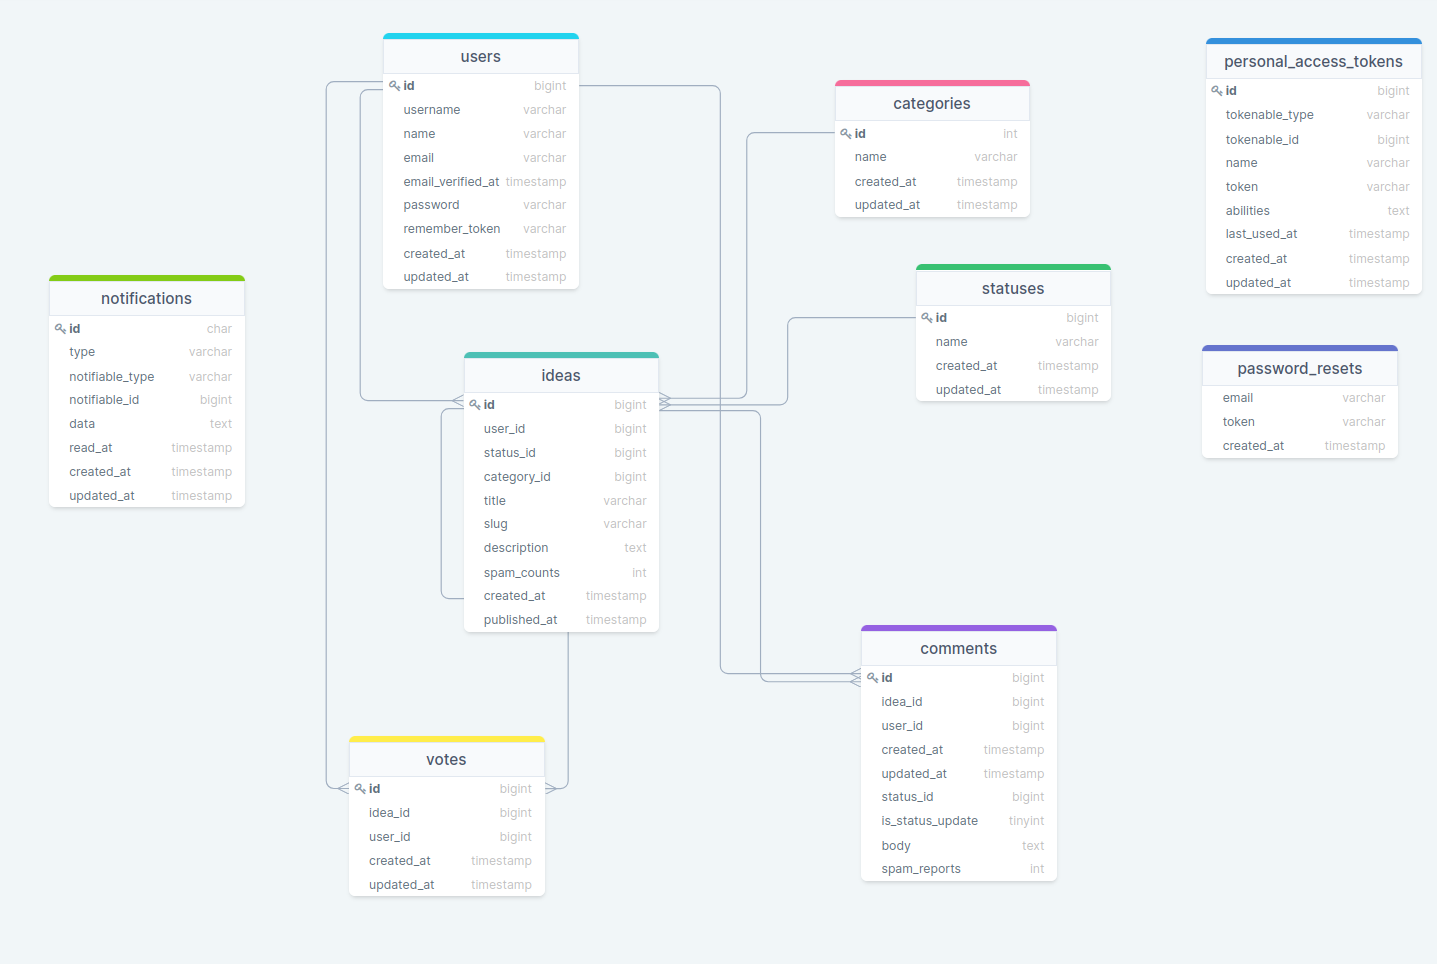 users
id bigint
username varchar
name varchar
email varchar
email_verified_at timestamp
password varchar
remember_token varchar
created_at timestamp
updated_at timestamp
categories
id int
name varchar
created_at timestamp
updated_at timestamp
personal_access_tokens
id bigint
tokenable_type varchar
tokenable_id bigint
name varchar
token varchar
abilities text
last_used_at timestamp
created_at timestamp
updated_at timestamp
notifications
id char
type varchar
notifiable_type varchar
notifiable_id bigint
data text
read_at timestamp
created_at timestamp
updated_at timestamp
statuses
id bigint
name varchar
created_at timestamp
updated_at timestamp
ideas
id bigint
user_id bigint
status_id bigint
category_id bigint
title varchar
slug varchar
description text
spam_counts int
created_at timestamp
published_at timestamp
password_resets
email varchar
token varchar
created_at timestamp
comments
id bigint
idea_id bigint
user_id bigint
created_at timestamp
updated_at timestamp
status_id bigint
is_status_update tinyint
body text
spam_reports int
votes
id bigint
idea_id bigint
user_id bigint
created_at timestamp
updated_at timestamp